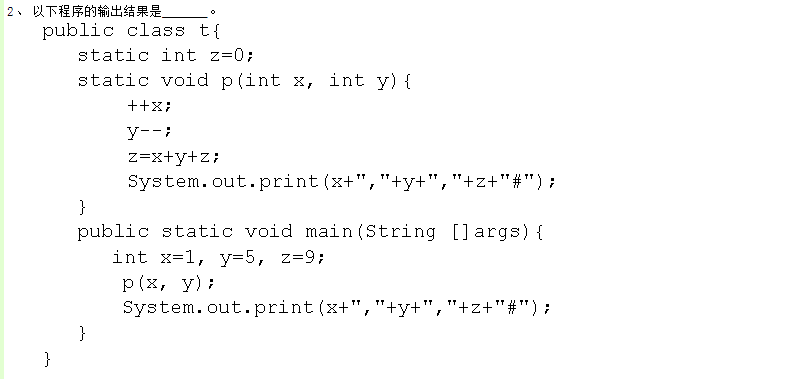 2、 以下程序的输出结果是______。
public class t{
static int z=0;
static void p(int x, int y){
++x;
y--;
z=x+y+z;
System.out.print(x+","+y+","+z+"#");
}
public static void main(String []args){
int x=1, y=5, z=9;
p(x, y);
System.out.print(x+","+y+","+z+"#");
}
}